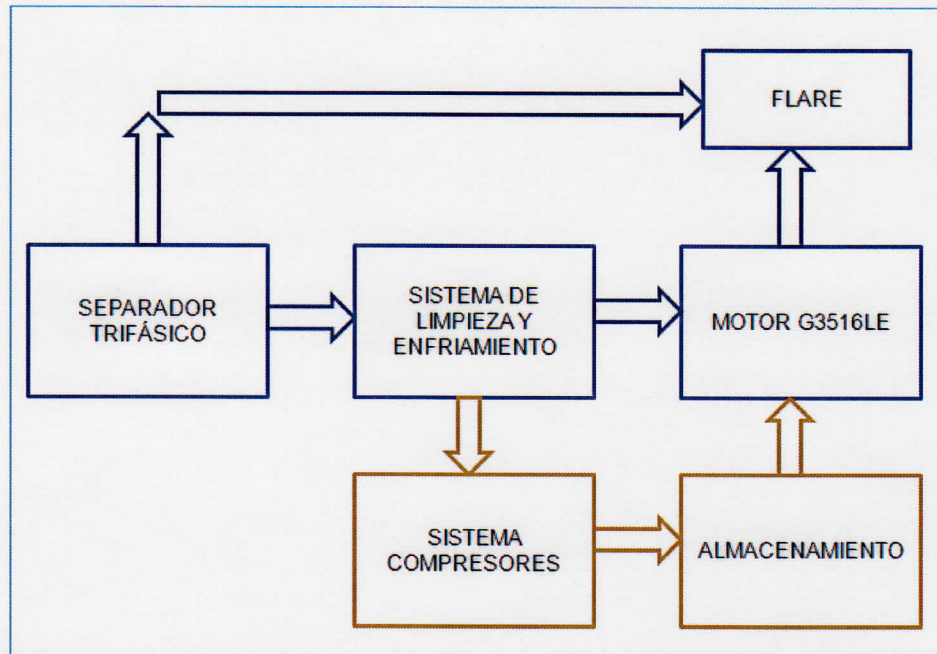 FLARE
SEPARADOR
TRIFÁSICO
SISTEMA DE
LIMPIEZA Y
ENFRIAMIENTO
MOTOR G3516LE
SISTEMA
COMPRESORES
ALMACENAMIENTO